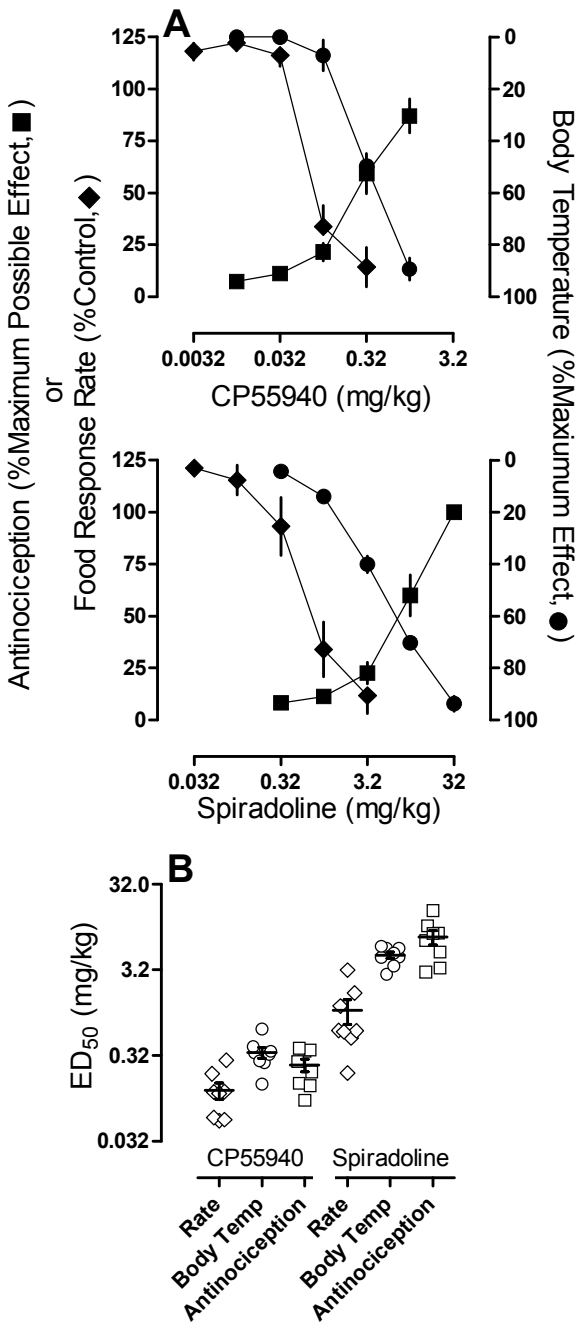 A
Antinociception (%Maximum Possible Effect,■)
or
Food Response Rate (%Control,◆)
125
100
75
50
25
0
0
20
10
60
80
100
0.0032 0.032 0.32 3.2
CP55940 (mg/kg)
Body Temperature (%Maxiumum Effect,●)
125
100
75
50
25
0
0
20
40
60
80
100
0.032 0.32 3.2 32
Spiradoline (mg/kg)
B
ED50 (mg/kg)
32.0
3.2
0.32
0.032
CP55940 Spiradoline
Rate
Body Temp
Antinociception
Rate
Body Temp
Antinociception